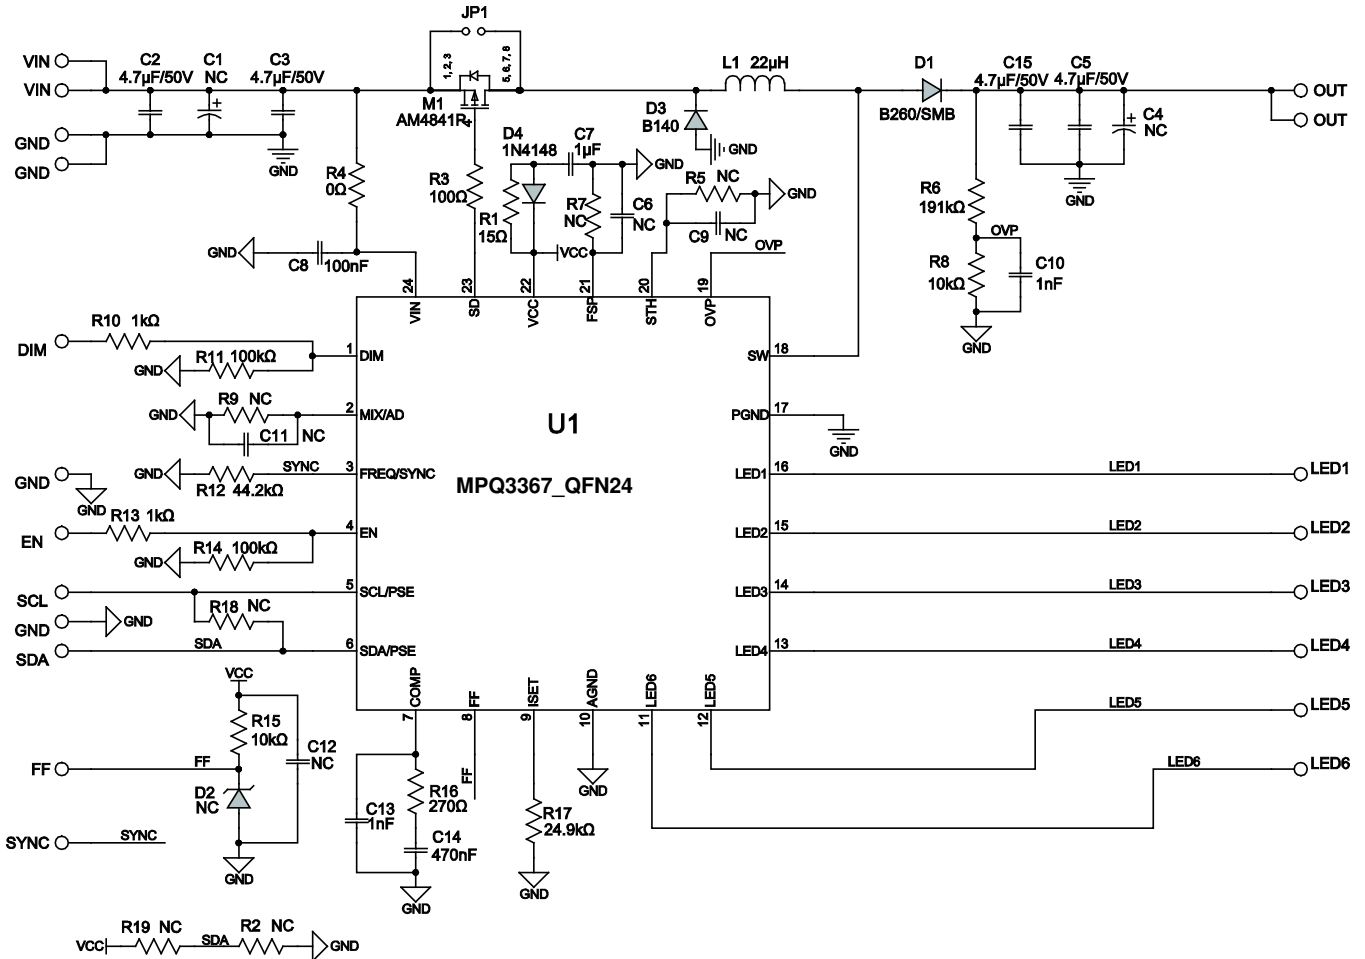 JP1
VIN
VIN
GND
GND
C2
4.7µF/50V
C1
NC
C3
4.7µF/50V
GND
1, 2, 3
5, 6, 7, 8
M1
AM4841R
L1 22µH
D1
B260/SMB
C15
4.7µF/50V
C5
4.7µF/50V
C4
NC
OUT
OUT
GND
D3
B140
GND
R4
0Ω
R3
100Ω
D4
1N4148
C7
1µF
GND
R1
15Ω
R7
NC
C6
NC
VCC
R5 NC
GND
C9 NC
OVP
R6
191kΩ
OVP
R8
10kΩ
C10
1nF
GND
GND
C8 100nF
24
VIN
23
SD
22
VCC
21
FSP
20
STH
19
OVP
DIM
R10 1kΩ
GND
R11 100kΩ
1
DIM
GND
R9 NC
C11 NC
2
MIX/AD
GND
R12 44.2kΩ
SYNC
3
FREQ/SYNC
GND
GND
EN
R13 1kΩ
GND
R14 100kΩ
4
EN
SCL
5
SCL/PSE
GND
GND
R18 NC
SDA
SDA
6
SDA/PSE
U1
MPQ3367_QFN24
SW
18
PGND
17
GND
LED1
16
LED1
LED1
LED2
15
LED2
LED2
LED3
14
LED3
LED3
LED4
13
LED4
LED4
COMP
7
FF
8
ISET
9
AGND
10
LED6
11
LED5
12
LED5
LED5
LED6
LED6
VCC
R15
10kΩ
C12
NC
FF
FF
D2
NC
GND
SYNC
SYNC
C13
1nF
R16
270Ω
C14
470nF
GND
FF
R17
24.9kΩ
GND
GND
VCC
R19 NC
SDA
R2 NC
GND